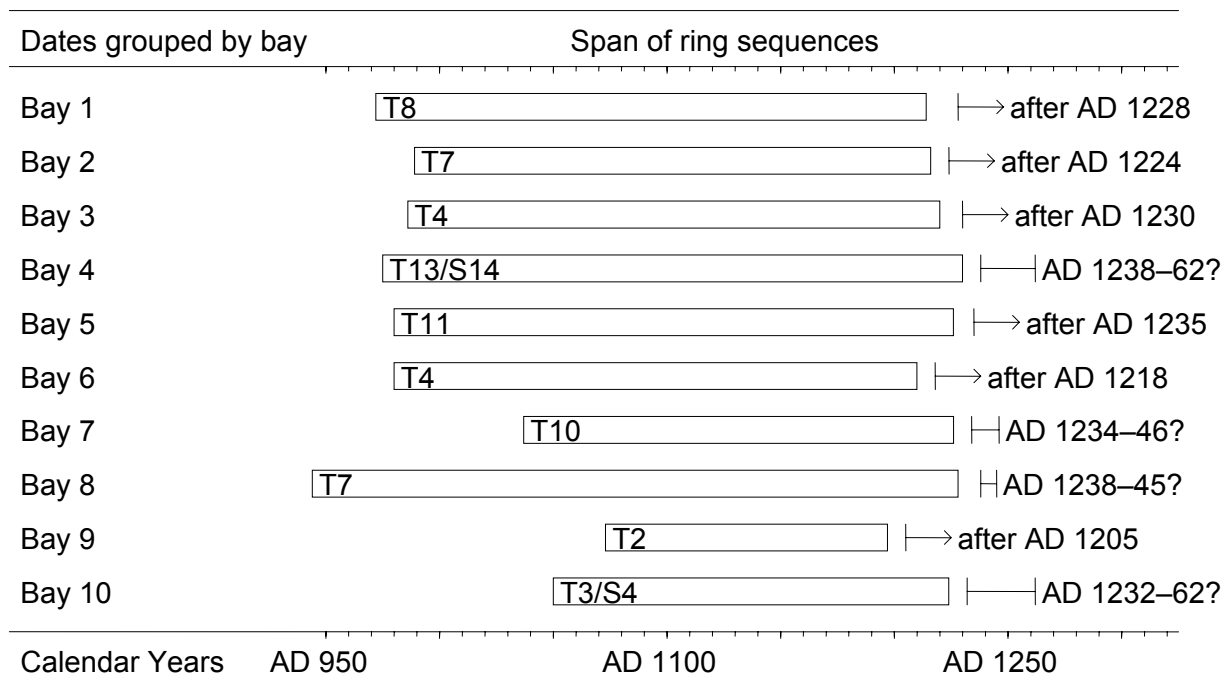 Dates grouped by bay Span of ring sequences
Bay 1 T8 after AD 1228
Bay 2 T7 after AD 1224
Bay 3 T4 after AD 1230
Bay 4 T13/S14 AD 1238–62?
Bay 5 T11 after AD 1235
Bay 6 T4 after AD 1218
Bay 7 T10 AD 1234–46?
Bay 8 T7 AD 1238–45?
Bay 9 T2 after AD 1205
Bay 10 T3/S4 AD 1232–62?
Calendar Years AD 950 AD 1100 AD 1250